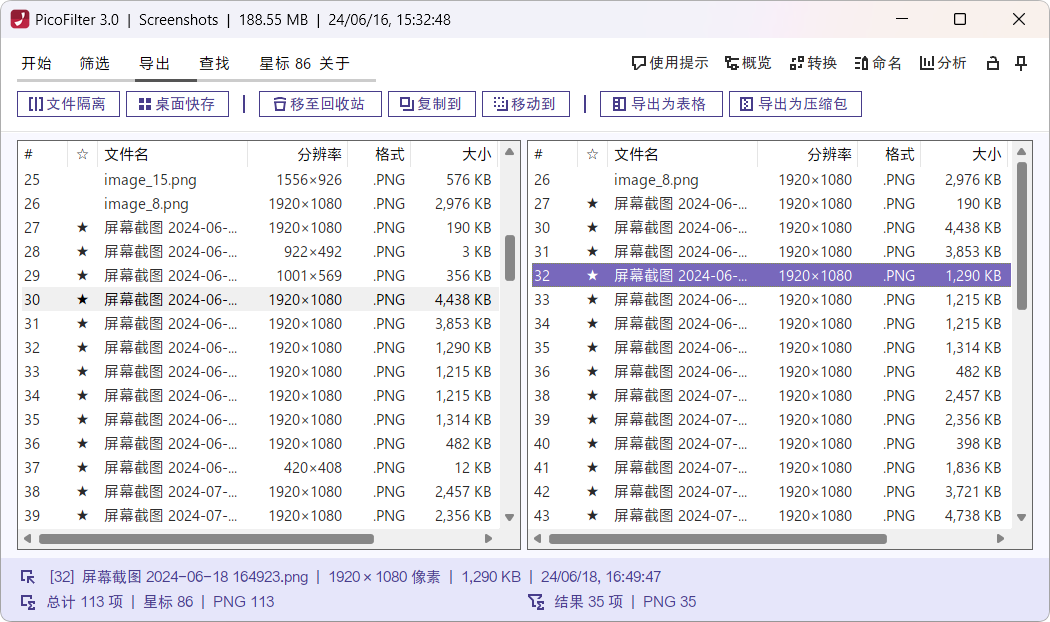 PicoFilter 3.0 | Screenshots | 188.55 MB | 24/06/16, 15:32:48
开始 筛选 导出 查找 星标 86 关于 使用提示 概览 转换 命名 分析
文件隔离 桌面快存 | 移至回收站 复制到 移动到 | 导出为表格 导出为压缩包
# ☆ 文件名 分辨率 格式 大小
25 image_15.png 1556×926 .PNG 576 KB
26 image_8.png 1920×1080 .PNG 2,976 KB
27 ★ 屏幕截图 2024-06-... 1920×1080 .PNG 190 KB
28 ★ 屏幕截图 2024-06-... 922×492 .PNG 3 KB
29 ★ 屏幕截图 2024-06-... 1001×569 .PNG 356 KB
30 ★ 屏幕截图 2024-06-... 1920×1080 .PNG 4,438 KB
31 ★ 屏幕截图 2024-06-... 1920×1080 .PNG 3,853 KB
32 ★ 屏幕截图 2024-06-... 1920×1080 .PNG 1,290 KB
33 ★ 屏幕截图 2024-06-... 1920×1080 .PNG 1,215 KB
34 ★ 屏幕截图 2024-06-... 1920×1080 .PNG 1,215 KB
35 ★ 屏幕截图 2024-06-... 1920×1080 .PNG 1,314 KB
36 ★ 屏幕截图 2024-06-... 1920×1080 .PNG 482 KB
37 ★ 屏幕截图 2024-06-... 420×408 .PNG 12 KB
38 ★ 屏幕截图 2024-07-... 1920×1080 .PNG 2,457 KB
39 ★ 屏幕截图 2024-07-... 1920×1080 .PNG 2,356 KB
# ☆ 文件名 分辨率 格式 大小
26 image_8.png 1920×1080 .PNG 2,976 KB
27 ★ 屏幕截图 2024-06-... 1920×1080 .PNG 190 KB
30 ★ 屏幕截图 2024-06-... 1920×1080 .PNG 4,438 KB
31 ★ 屏幕截图 2024-06-... 1920×1080 .PNG 3,853 KB
32 ★ 屏幕截图 2024-06-... 1920×1080 .PNG 1,290 KB
33 ★ 屏幕截图 2024-06-... 1920×1080 .PNG 1,215 KB
34 ★ 屏幕截图 2024-06-... 1920×1080 .PNG 1,215 KB
35 ★ 屏幕截图 2024-06-... 1920×1080 .PNG 1,314 KB
36 ★ 屏幕截图 2024-06-... 1920×1080 .PNG 482 KB
38 ★ 屏幕截图 2024-07-... 1920×1080 .PNG 2,457 KB
39 ★ 屏幕截图 2024-07-... 1920×1080 .PNG 2,356 KB
40 ★ 屏幕截图 2024-07-... 1920×1080 .PNG 398 KB
41 ★ 屏幕截图 2024-07-... 1920×1080 .PNG 1,836 KB
42 ★ 屏幕截图 2024-07-... 1920×1080 .PNG 3,721 KB
43 ★ 屏幕截图 2024-07-... 1920×1080 .PNG 4,738 KB
[32] 屏幕截图 2024-06-18 164923.png | 1920 × 1080 像素 | 1,290 KB | 24/06/18, 16:49:47
总计 113 项 | 星标 86 | PNG 113
结果 35 项 | PNG 35